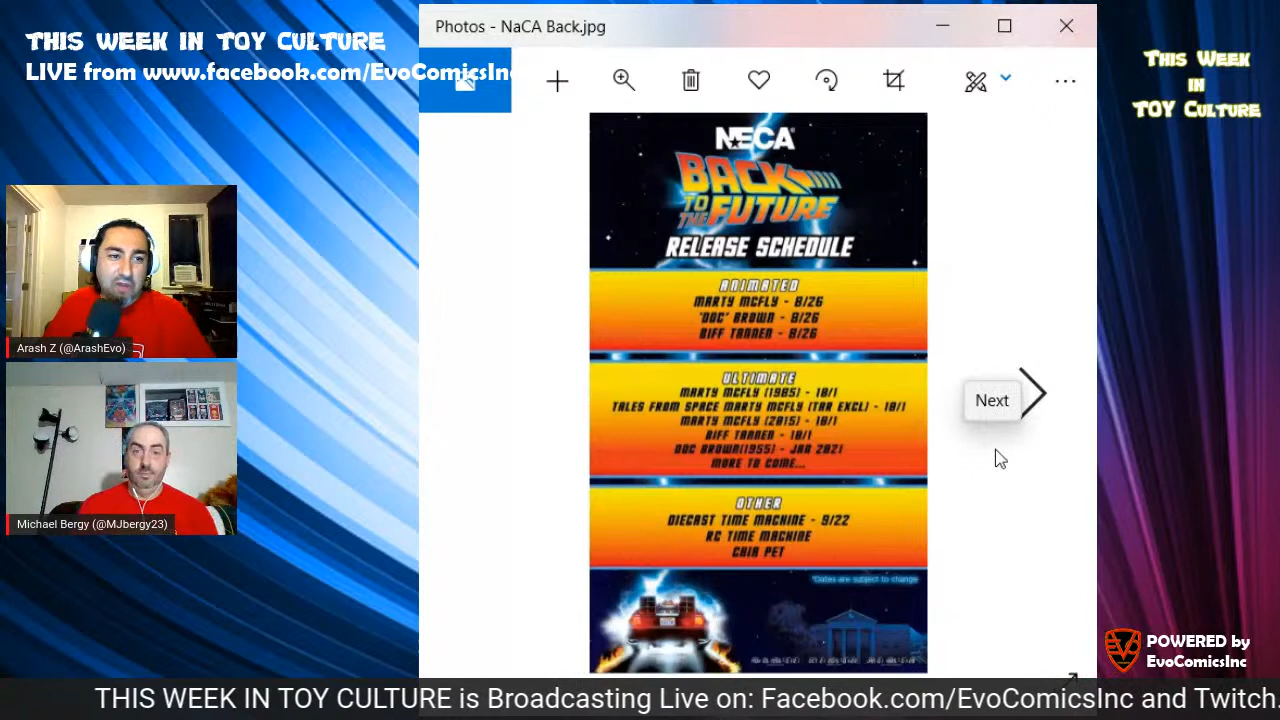 THIS WEEK IN TOY CULTURE
LIVE from www.facebook.com/EvoComicsInc
Photos - NaCA Back.jpg
This Week
in
TOY Culture
NECA
BACK
TO
THE FUTURE
RELEASE SCHEDULE
ANIMATED
MARTY MCFLY - 8/26
'DOC' BROWN - 8/26
BIFF TANNEN - 8/26
ULTIMATE
MARTY MCFLY (1985) - 10/1
TALES FROM SPACE MARTY MCFLY (TAR EXCL) - 10/1
MARTY MCFLY (2015) - 10/1
BIFF TANNEN - 10/1
DOC BROWN(1955) - JAN 2021
MORE TO COME...
OTHER
DIECAST TIME MACHINE - 9/22
RC TIME MACHINE
CHIA PET
*Dates are subject to change
Next
Arash Z (@ArashEvo)
Michael Bergy (@MJbergy23)
POWERED by
EvoComicsInc
THIS WEEK IN TOY CULTURE is Broadcasting Live on: Facebook.com/EvoComicsInc and Twitch.